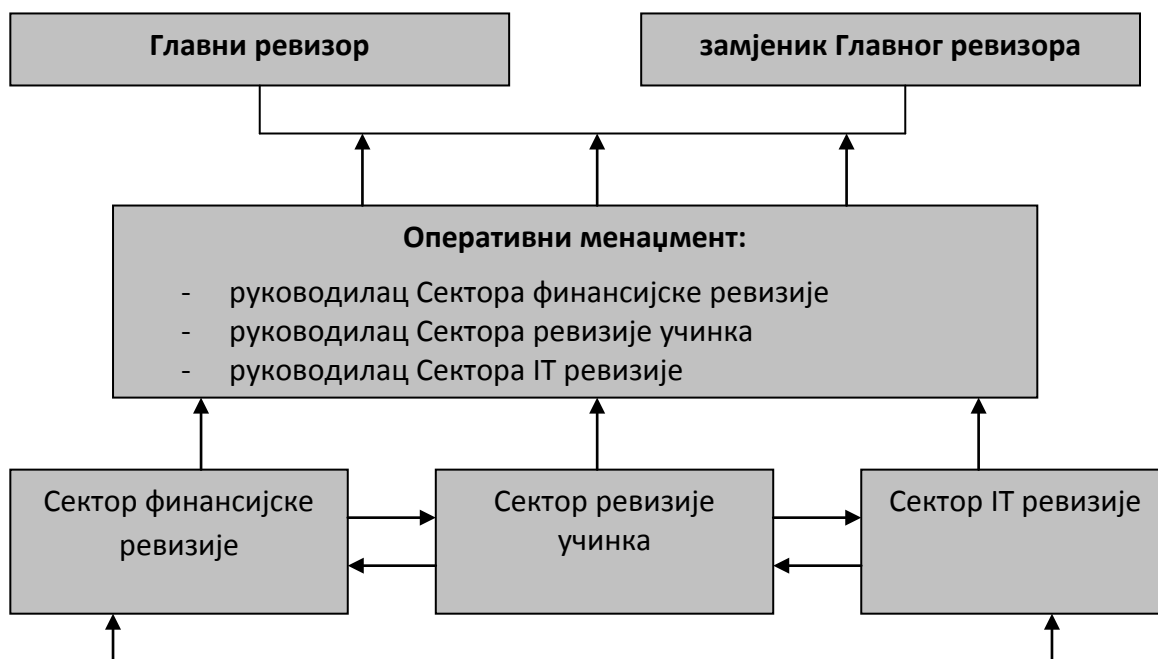 Главни ревизор
замјеник Главног ревизора
Оперативни менаџмент:
- руководилац Сектора финансијске ревизије
- руководилац Сектора ревизије учинка
- руководилац Сектора IT ревизије
Сектор финансијске
ревизије
Сектор ревизије
учинка
Сектор IT ревизије